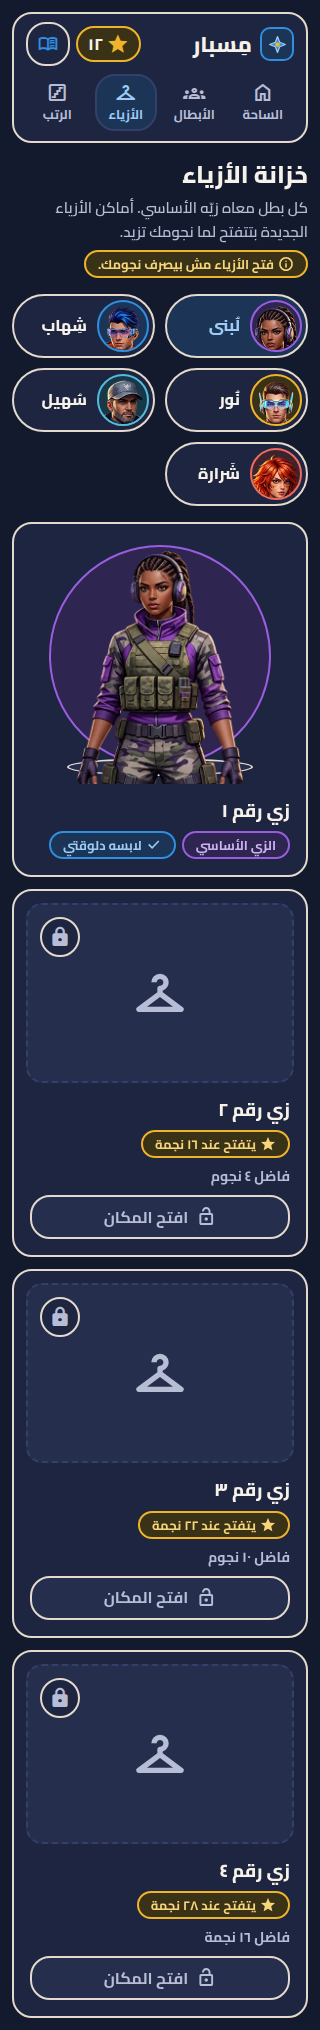 مِسبار
١٢
الساحة
الأبطال
الأزياء
الرتب
خزانة الأزياء
كل بطل معاه زيّه الأساسي. أماكن الأزياء
الجديدة بتتفتح لما نجومك تزيد.
فتح الأزياء مش بيصرف نجومك.
لُبنى
شِهاب
نُور
سُهيل
شَرارة
زي رقم ١
الزي الأساسي
لابسه دلوقتي
زي رقم ٢
يتفتح عند ١٦ نجمة
فاضل ٤ نجوم
افتح المكان
زي رقم ٣
يتفتح عند ٢٢ نجمة
فاضل ١٠ نجوم
افتح المكان
زي رقم ٤
يتفتح عند ٢٨ نجمة
فاضل ١٦ نجمة
افتح المكان